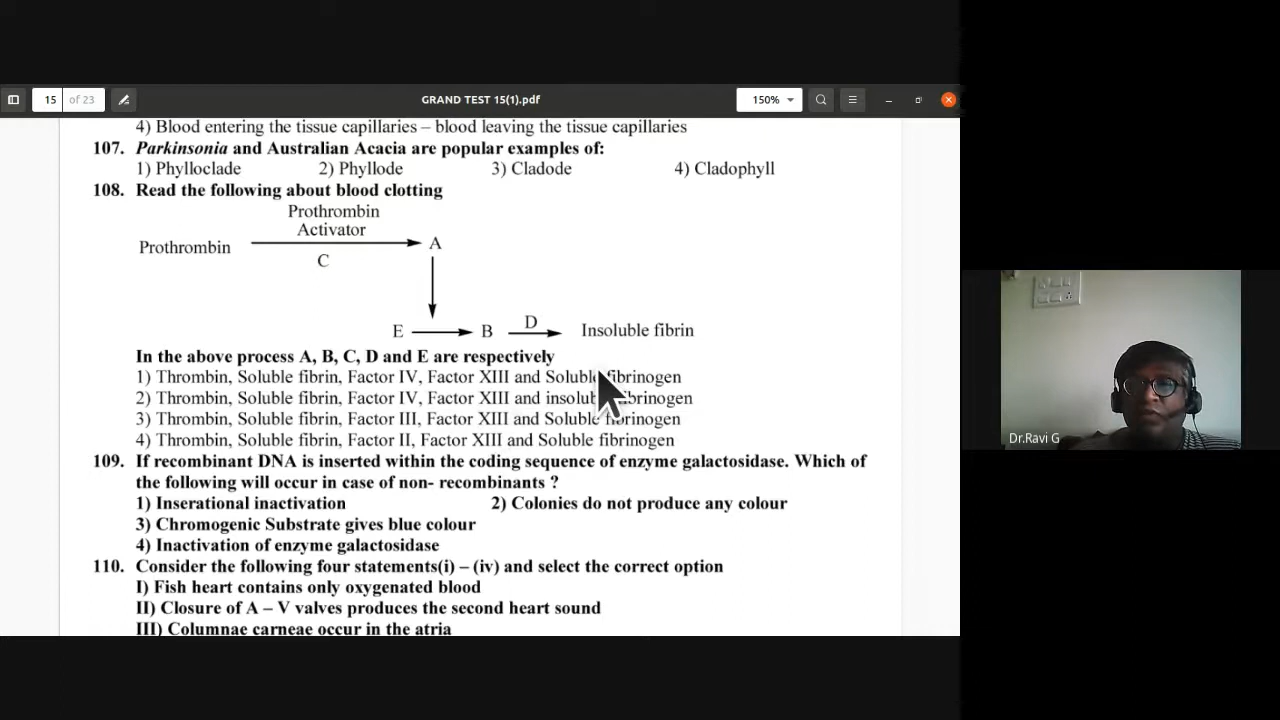 15 of 23
GRAND TEST 15(1).pdf
150%
4) Blood entering the tissue capillaries – blood leaving the tissue capillaries
107. Parkinsonia and Australian Acacia are popular examples of:
1) Phylloclade 2) Phyllode 3) Cladode 4) Cladophyll
108. Read the following about blood clotting
Prothrombin
Activator
Prothrombin A
C
E B D Insoluble fibrin
In the above process A, B, C, D and E are respectively
1) Thrombin, Soluble fibrin, Factor IV, Factor XIII and Soluble fibrinogen
2) Thrombin, Soluble fibrin, Factor IV, Factor XIII and fibrinogen
3) Thrombin, Soluble fibrin, Factor III, Factor XIII and Soluble fibrinogen
4) Thrombin, Soluble fibrin, Factor II, Factor XIII and Soluble fibrinogen
109. If recombinant DNA is inserted within the coding sequence of enzyme galactosidase. Which of
the following will occur in case of non- recombinants ?
1) Inserational inactivation 2) Colonies do not produce any colour
3) Chromogenic Substrate gives blue colour
4) Inactivation of enzyme galactosidase
110. Consider the following four statements(i) – (iv) and select the correct option
I) Fish heart contains only oxygenated blood
II) Closure of A – V valves produces the second heart sound
III) Columnae carneae occur in the atria
Dr.Ravi G